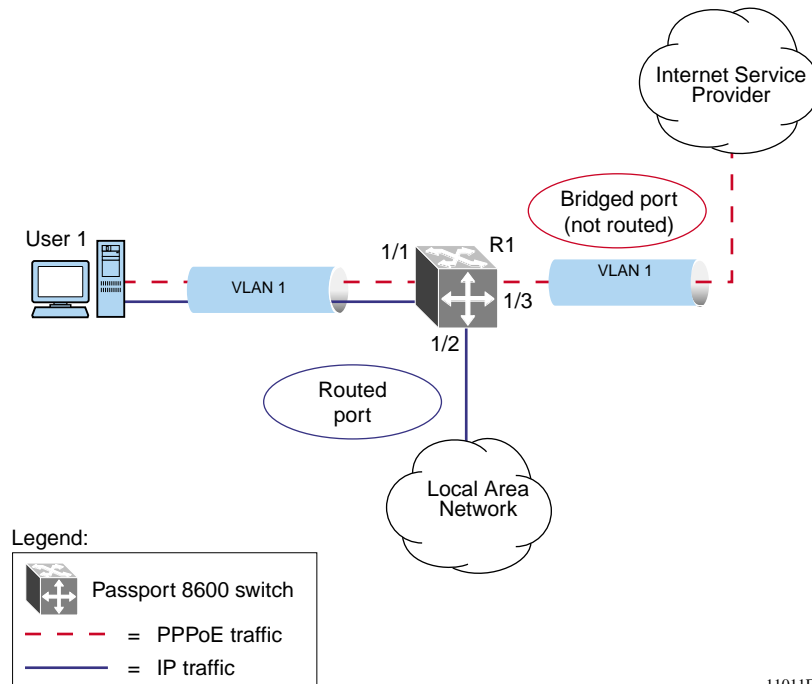 Internet Service
Provider
Bridged port
(not routed)
User 1
1/1
R1
VLAN 1
VLAN 1
1/3
1/2
Routed
port
Local Area
Network
Legend:
Passport 8600 switch
= PPPoE traffic
= IP traffic